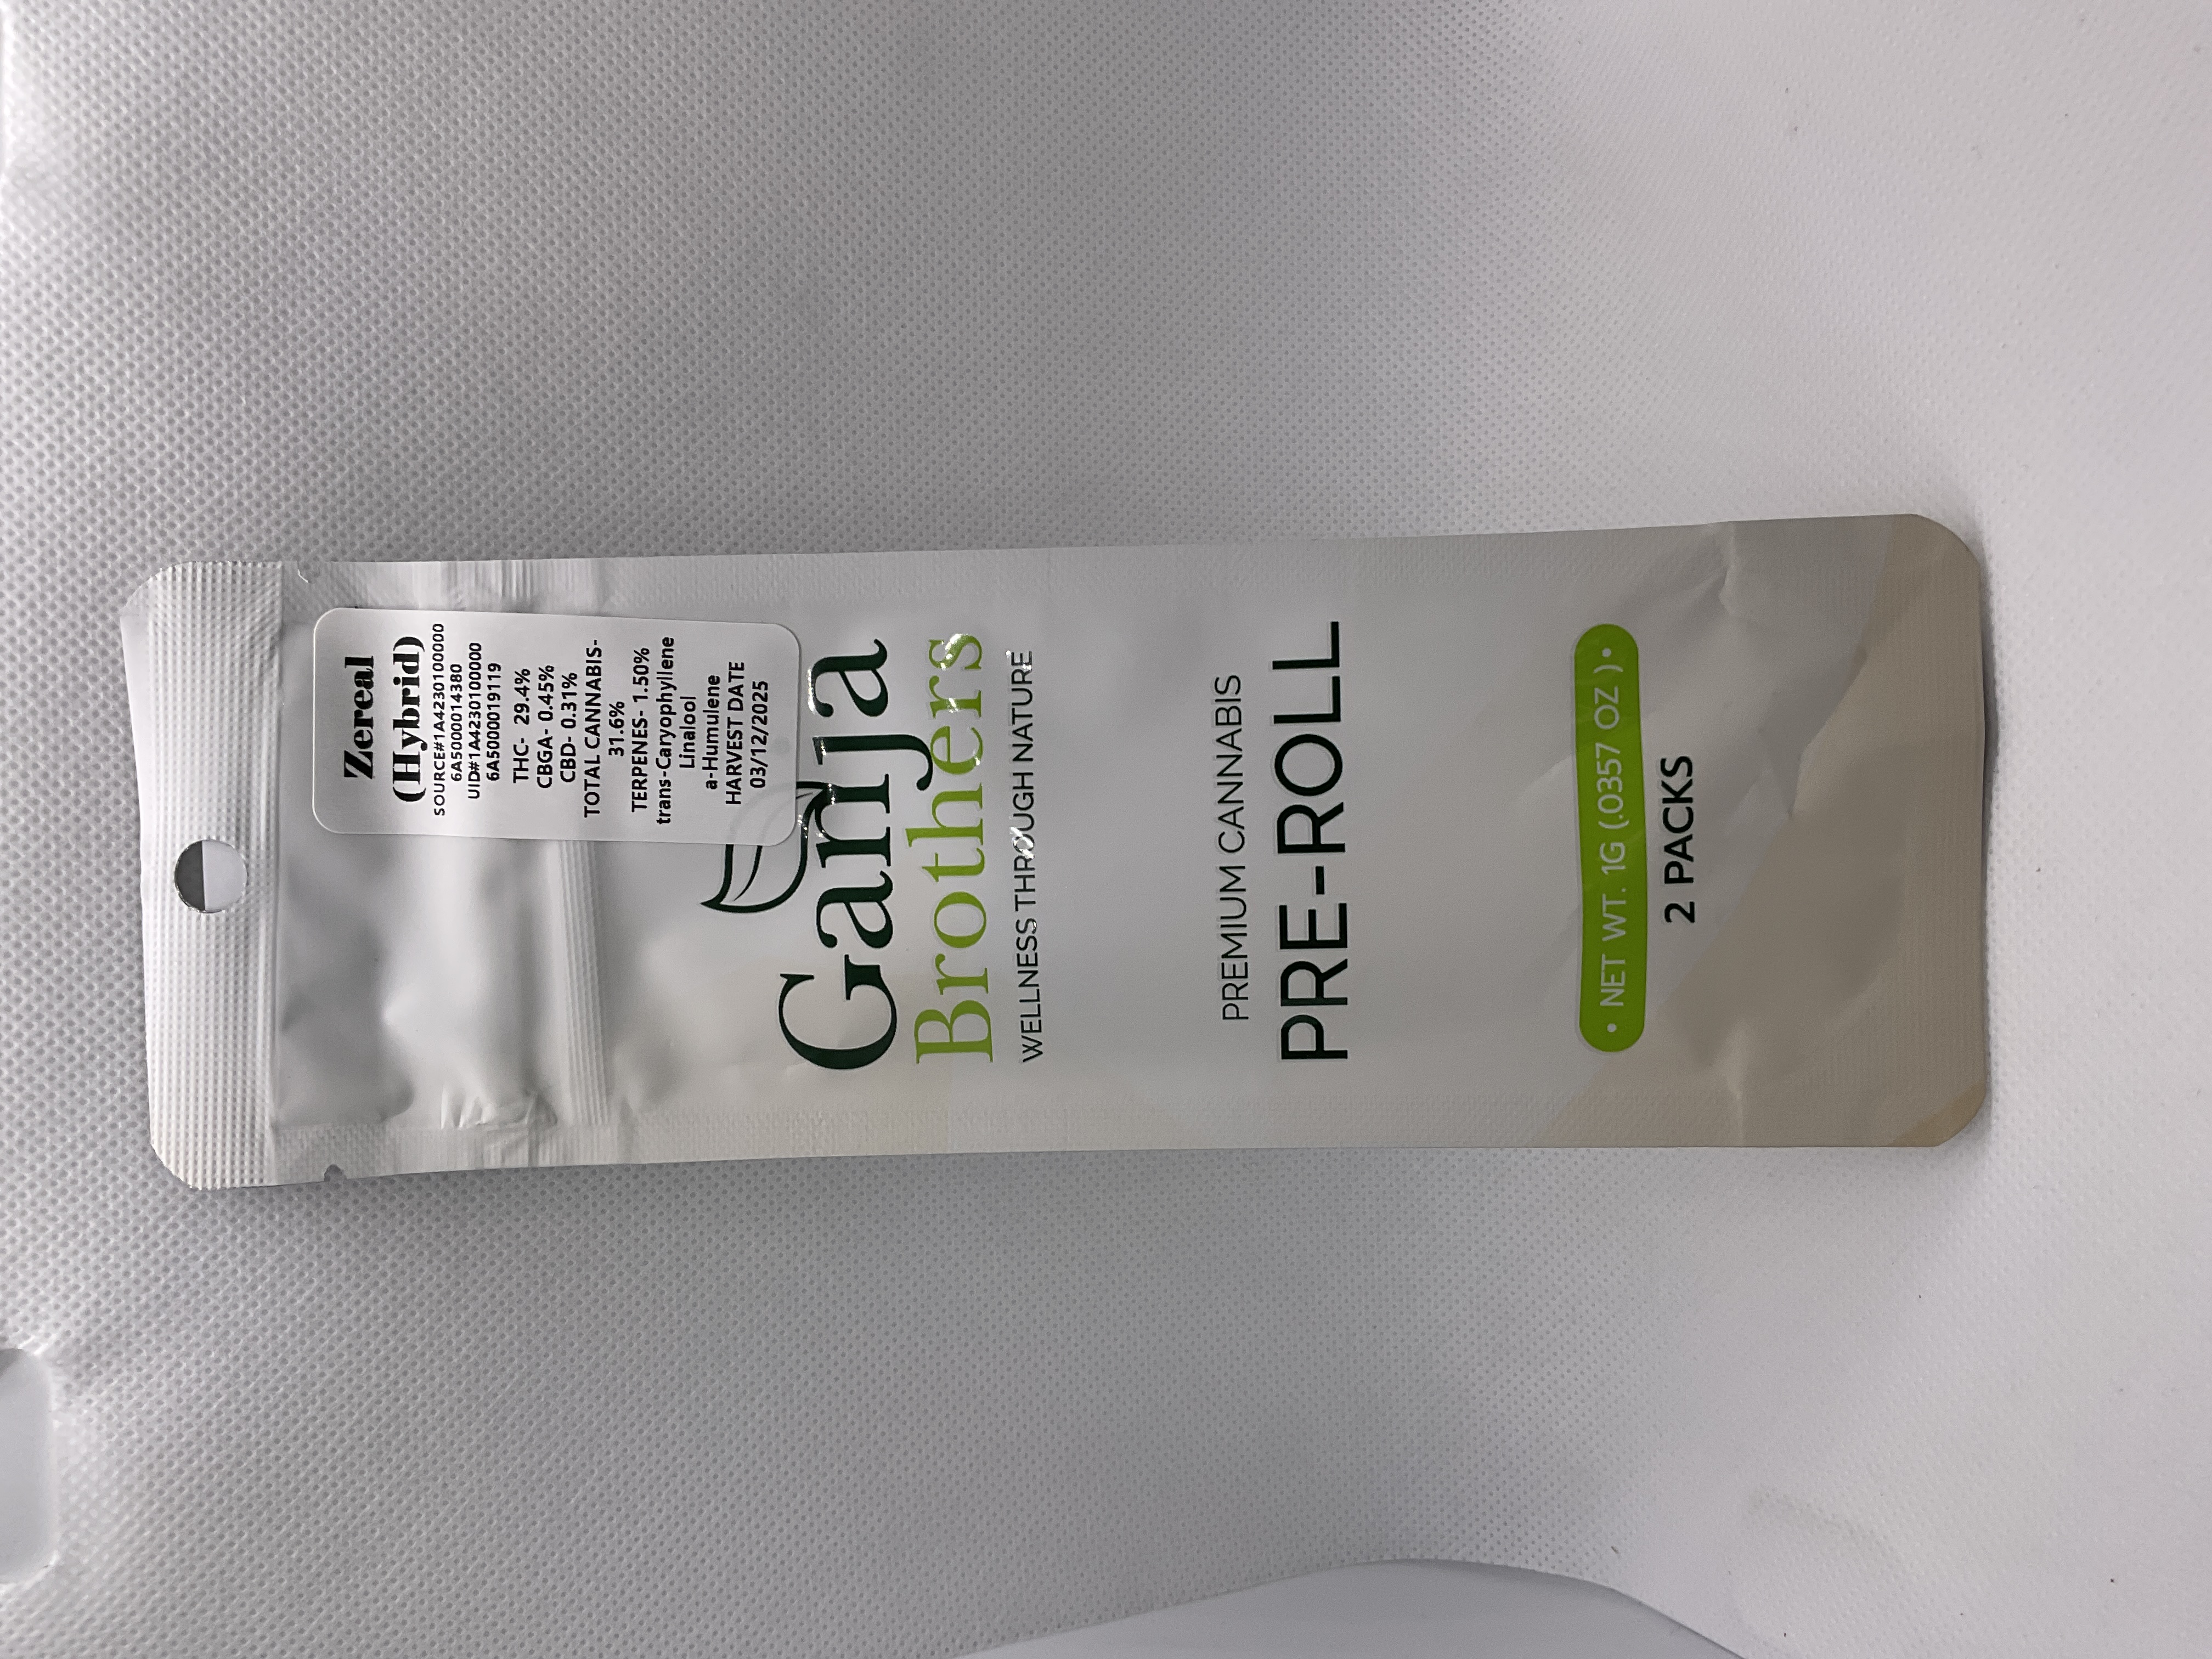 Zereal
(Hybrid)
SOURCE#1A4230100000
6A5000014380
UID#1A4230100000
6A5000019119
THC- 29.4%
CBGA- 0.45%
CBD- 0.31%
TOTAL CANNABIS-
31.6%
TERPENES- 1.50%
trans-Caryophyllene
Linalool
a-Humulene
HARVEST DATE
03/12/2025
Ganja
Brothers
WELLNESS THROUGH NATURE
PREMIUM CANNABIS
PRE-ROLL
• NET WT. 1G (.0357 OZ )•
2 PACKS